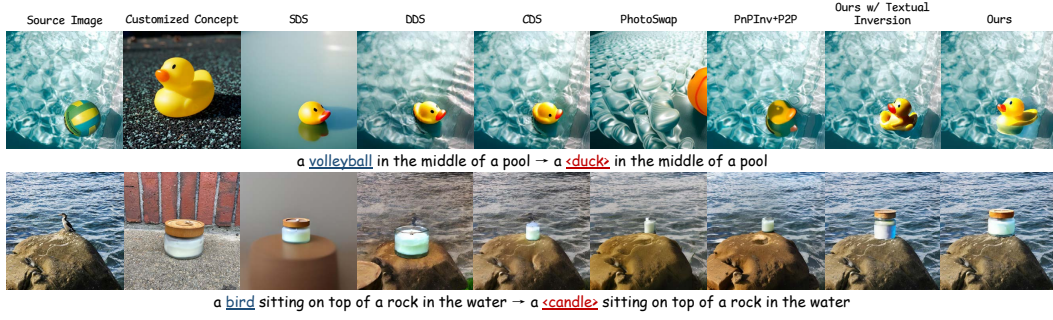 Source Image Customized Concept SDS DDS CDS PhotoSwap PnPInv+P2P Ours w/ Textual Inversion Ours
a volleyball in the middle of a pool → a <duck> in the middle of a pool
a bird sitting on top of a rock in the water → a <candle> sitting on top of a rock in the water